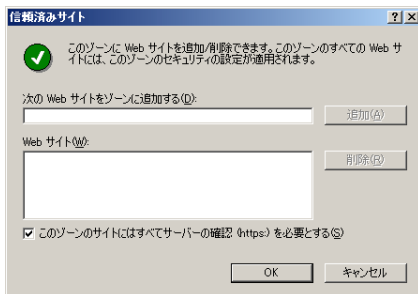 信頼済みサイト
このゾーンに Web サイトを追加/削除できます。このゾーンのすべての Web サ
イトには、このゾーンのセキュリティの設定が適用されます。
次の Web サイトをゾーンに追加する(D):
追加(A)
Web サイト(W):
削除(R)
このゾーンのサイトにはすべてサーバーの確認 (https:) を必要とする(S)
OK キャンセル